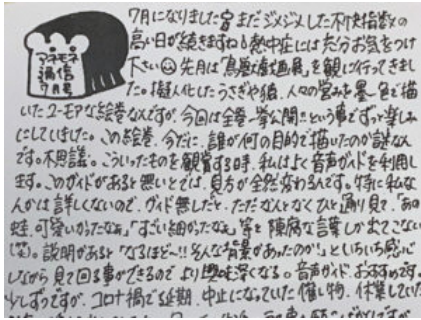 アネモネ
通信
7月号
7月になりました まだジメジメした不快指数の
高い日が続きますね 熱中症には充分お気をつけ
下さい 先月は「鳥獣戯画展」を観に行ってきまし
た。擬人化したうさぎや猿、人々の営みを墨一色で描
いたユーモアな絵巻なんですが、今回は全巻一挙公開!!という事でずっと楽しみ
にしていました。この絵巻、今だに、誰が何の目的で描いたのか謎なん
です。不思議。こういったものを観賞する時、私はよく音声ガイドを利用し
ます。このガイドがあると無いとでは、見方が全然変わるんです。特に私な
んかは詳しくないので、ガイド無しだと、ただなんとなくひと通り見て、「あの
蛙、可愛いかったなぁ」「すごい細かったなぁ」等と陳腐な言葉しか出てこない
(笑)。説明があると「なるほど〜!!そんな背景があったのか!」といちいち感心
しながら見て回る事ができるので より興味深くなる。音声ガイド、おすすめです。
少しずつですが、コロナ禍で延期、中止になっていた催し物、休業していた